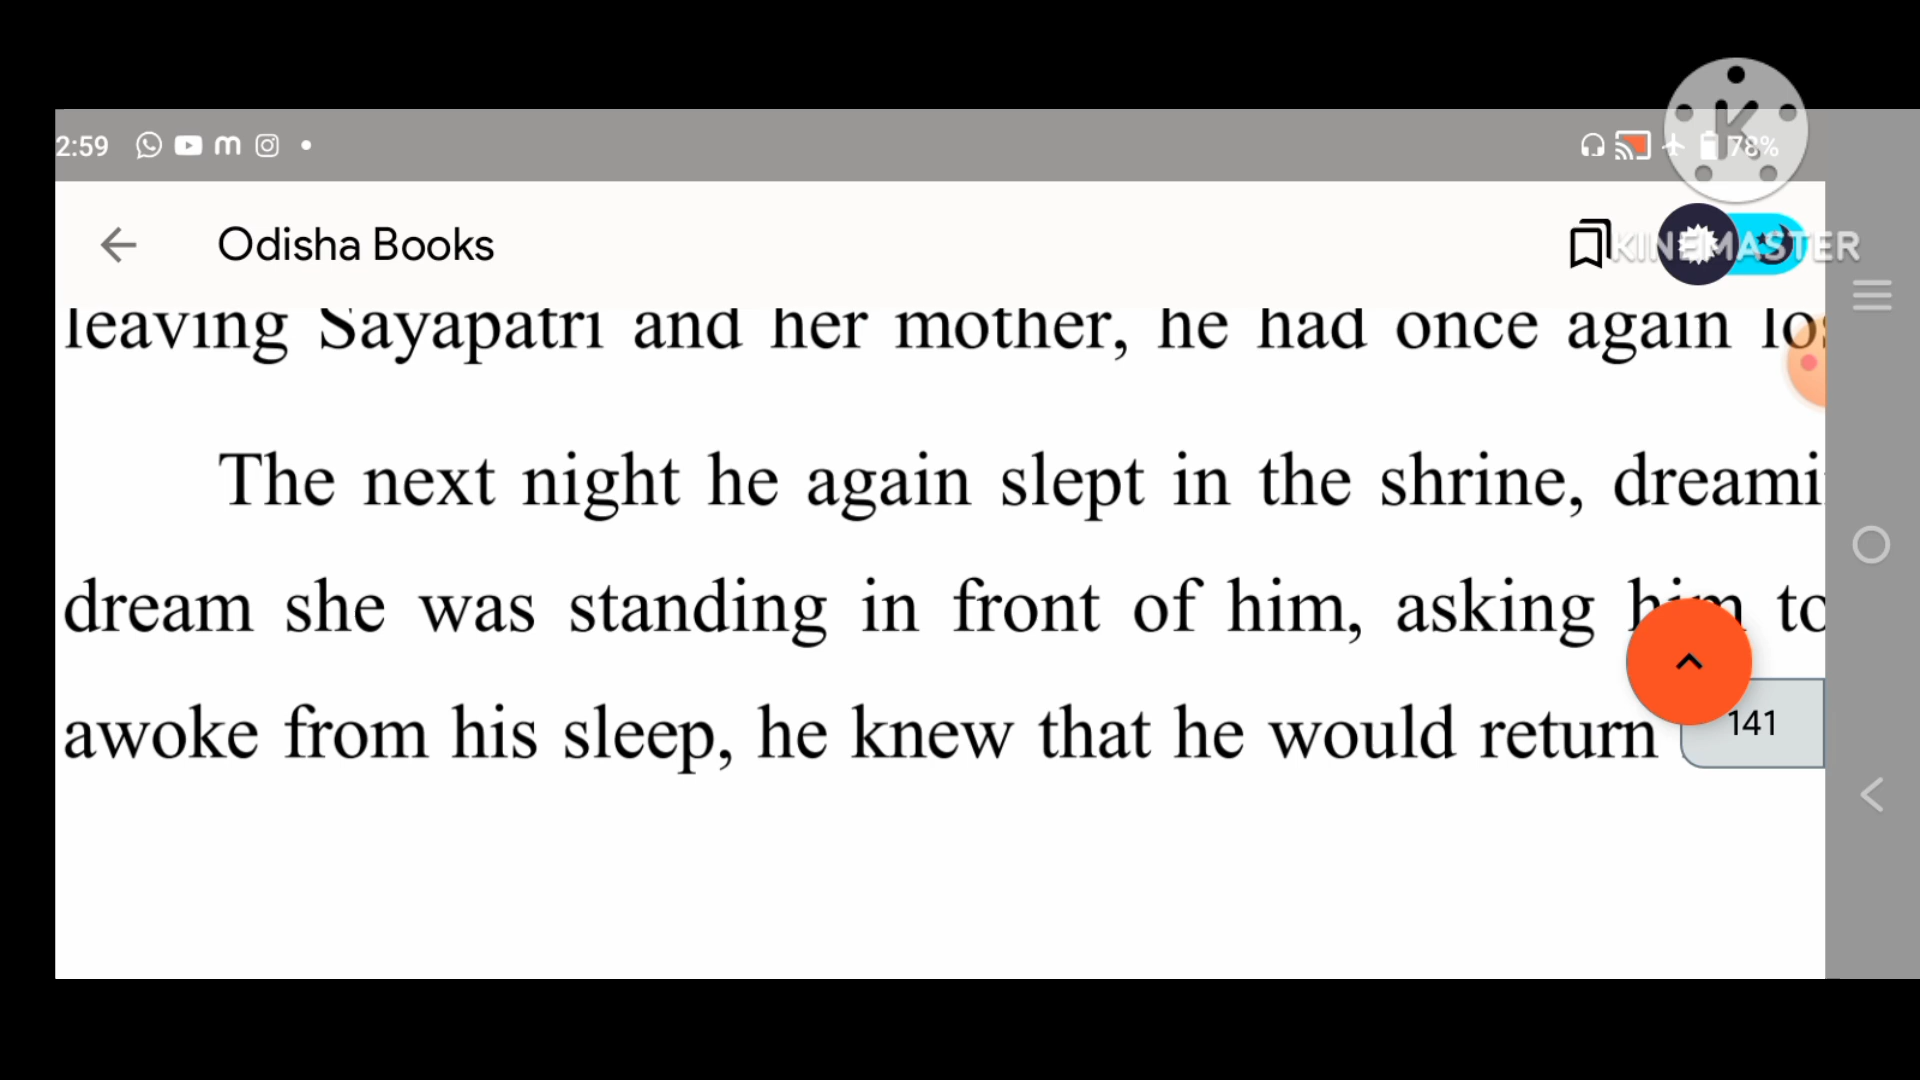 2:59
78%
Odisha Books
KINEMASTER
leaving Sayapatri and her mother, he had once again
The next night he again slept in the shrine,
dream she was standing in front of him, asking him to
awoke from his sleep, he knew that he would return
141